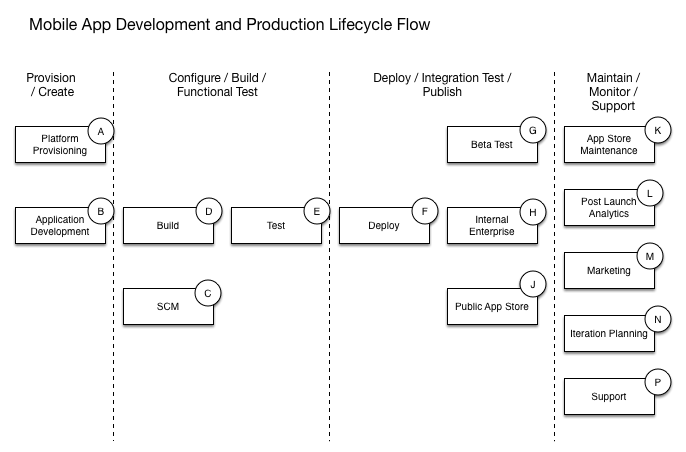 Mobile App Development and Production Lifecycle Flow
Provision
/ Create
Configure / Build /
Functional Test
Deploy / Integration Test /
Publish
Maintain /
Monitor /
Support
A
Platform
Provisioning
G
Beta Test
K
App Store
Maintenance
L
Post Launch
Analytics
B
Application
Development
D
Build
E
Test
F
Deploy
H
Internal
Enterprise
M
Marketing
C
SCM
J
Public App Store
N
Iteration Planning
P
Support